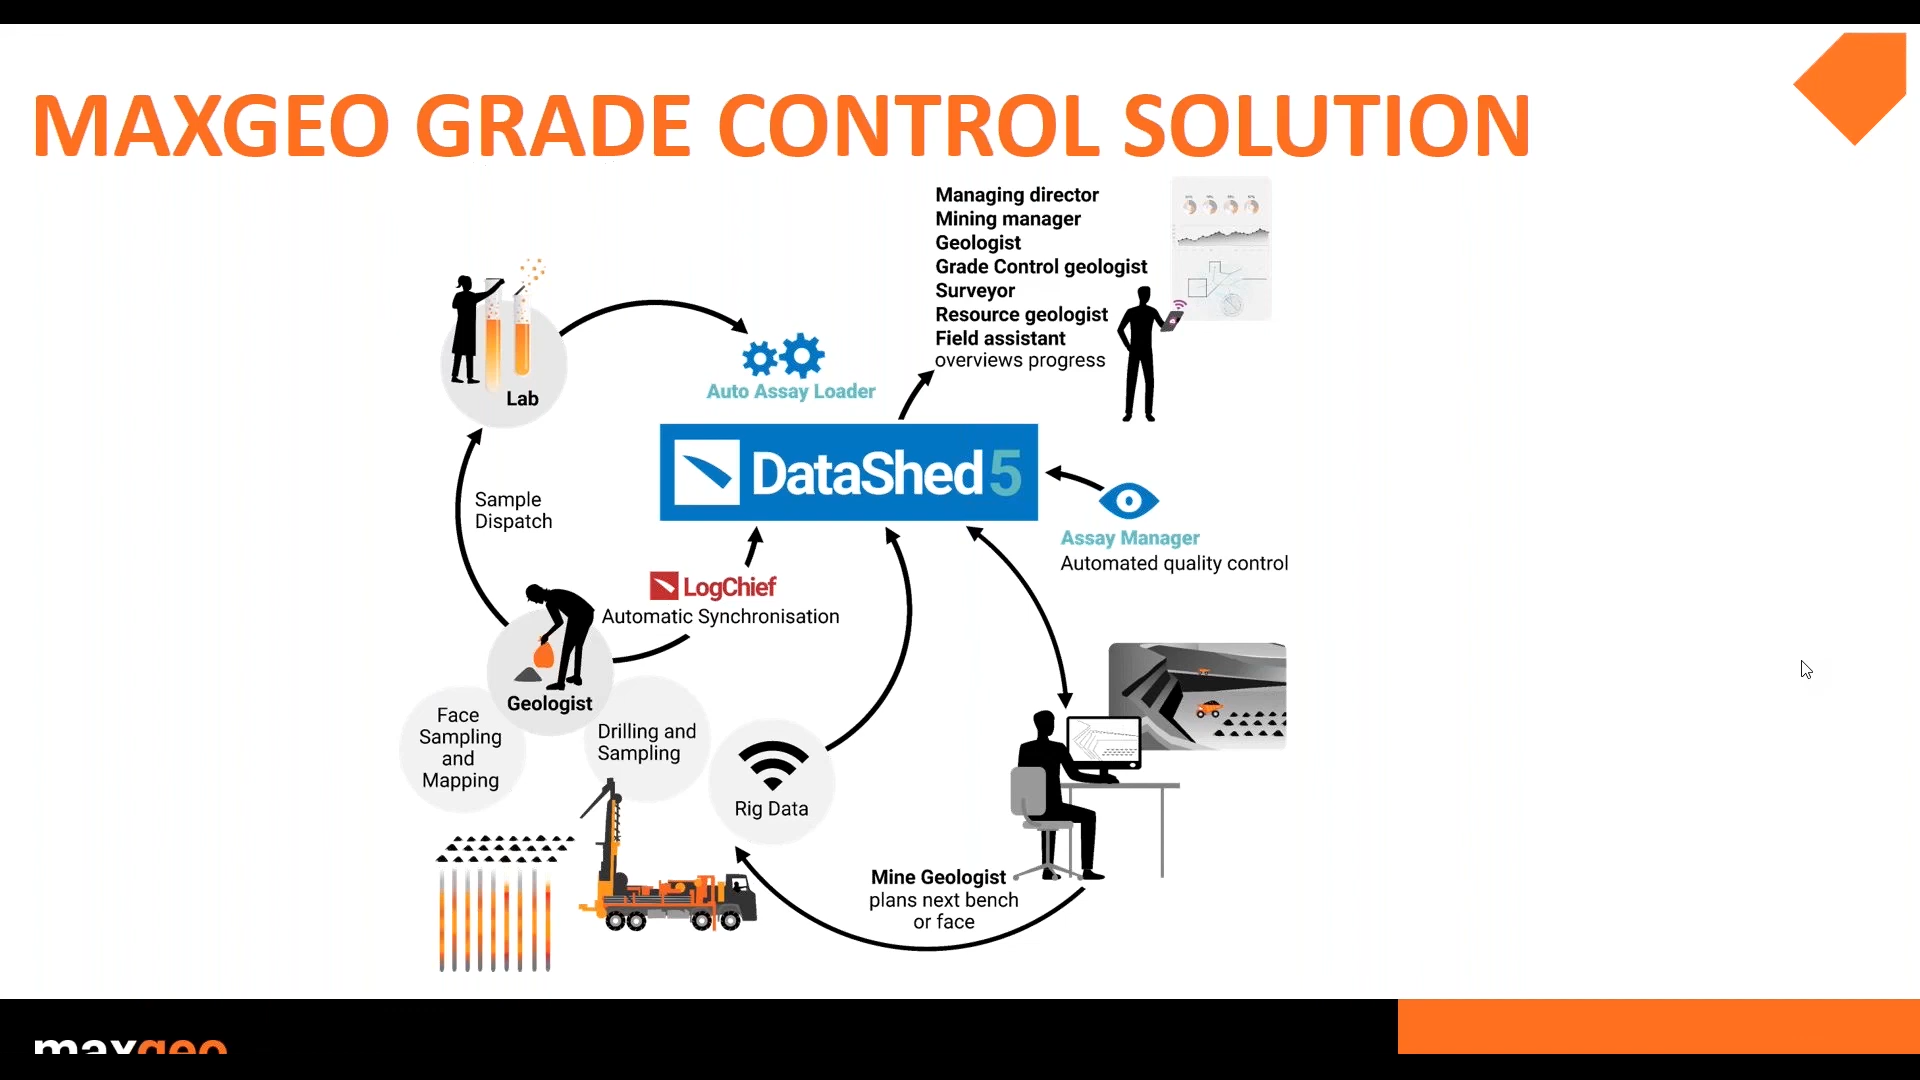 MAXGEO GRADE CONTROL SOLUTION
Managing director
Mining manager
Geologist
Grade Control geologist
Surveyor
Resource geologist
Field assistant
overviews progress
Lab
Auto Assay Loader
DataShed5
Sample
Dispatch
Assay Manager
Automated quality control
LogChief
Automatic Synchronisation
Geologist
Face
Sampling
and
Mapping
Drilling and
Sampling
Rig Data
Mine Geologist
plans next bench
or face
maxgeo